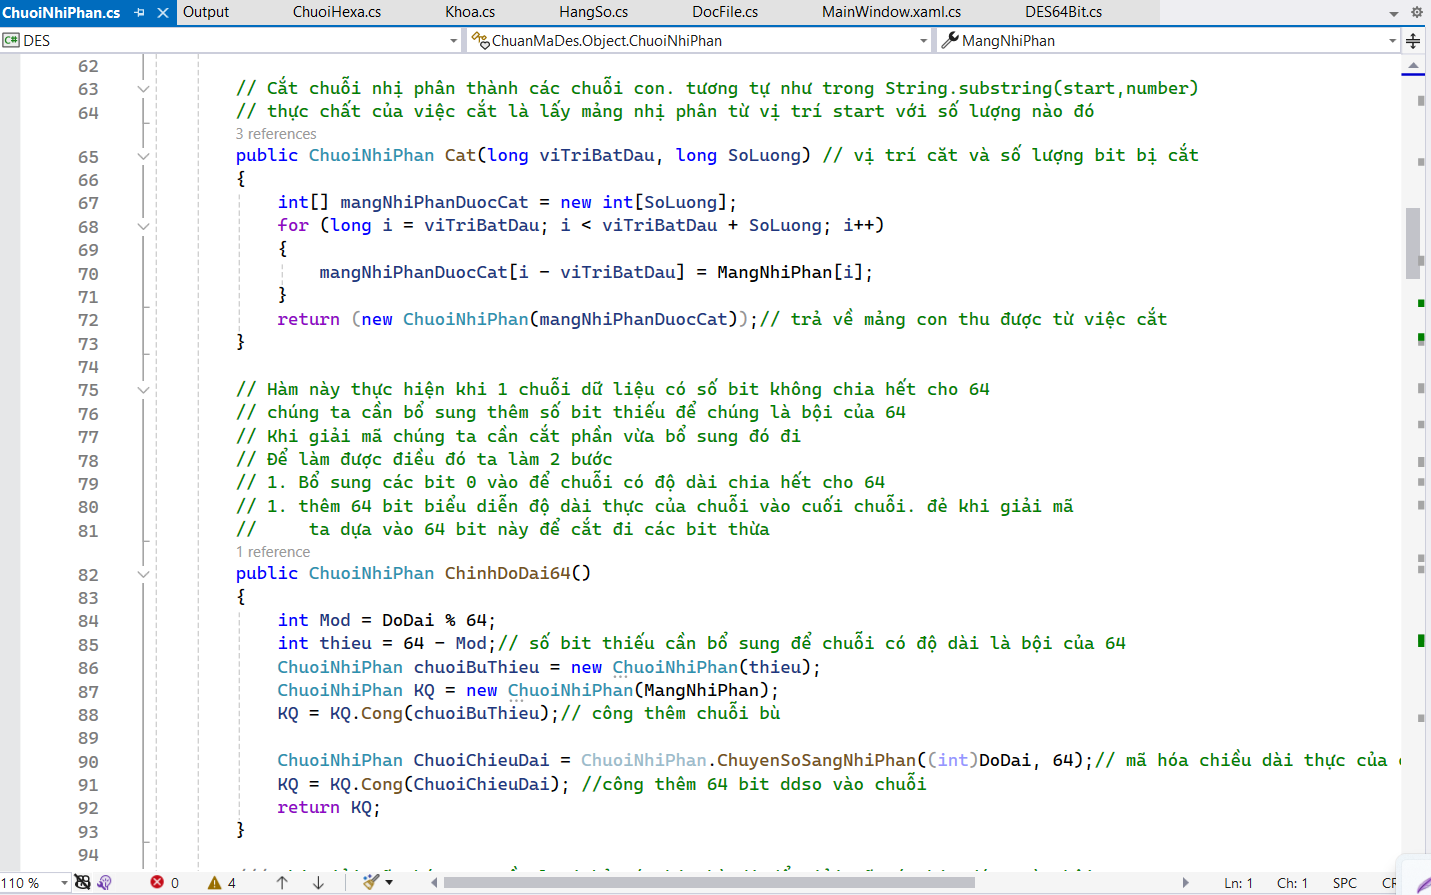 ChuoiNhiPhan.cs Output ChuoiHexa.cs Khoa.cs HangSo.cs DocFile.cs MainWindow.xaml.cs DES64Bit.cs
C# DES ChuanMaDes.Object.ChuoiNhiPhan MangNhiPhan
62
63 // Cắt chuỗi nhị phân thành các chuỗi con. tương tự như trong String.substring(start,number)
64 // thực chất của việc cắt là lấy mảng nhị phân từ vị trí start với số lượng nào đó
3 references
65 public ChuoiNhiPhan Cat(long viTriBatDau, long SoLuong) // vị trí căt và số lượng bit bị cắt
66 {
67 int[] mangNhiPhanDuocCat = new int[SoLuong];
68 for (long i = viTriBatDau; i < viTriBatDau + SoLuong; i++)
69 {
70 mangNhiPhanDuocCat[i - viTriBatDau] = MangNhiPhan[i];
71 }
72 return (new ChuoiNhiPhan(mangNhiPhanDuocCat));// trả về mảng con thu được từ việc cắt
73 }
74
75 // Hàm này thực hiện khi 1 chuỗi dữ liệu có số bit không chia hết cho 64
76 // chúng ta cần bổ sung thêm số bit thiếu để chúng là bội của 64
77 // Khi giải mã chúng ta cần cắt phần vừa bổ sung đó đi
78 // Để làm được điều đó ta làm 2 bước
79 // 1. Bổ sung các bit 0 vào để chuỗi có độ dài chia hết cho 64
80 // 1. thêm 64 bit biểu diễn độ dài thực của chuỗi vào cuối chuỗi. đẻ khi giải mã
81 // ta dựa vào 64 bit này để cắt đi các bit thừa
1 reference
82 public ChuoiNhiPhan ChinhDoDai64()
83 {
84 int Mod = DoDai % 64;
85 int thieu = 64 - Mod;// số bit thiếu cần bổ sung để chuỗi có độ dài là bội của 64
86 ChuoiNhiPhan chuoiBuThieu = new ChuoiNhiPhan(thieu);
87 ChuoiNhiPhan KQ = new ChuoiNhiPhan(MangNhiPhan);
88 KQ = KQ.Cong(chuoiBuThieu);// công thêm chuỗi bù
89
90 ChuoiNhiPhan ChuoiChieuDai = ChuoiNhiPhan.ChuyenSoSangNhiPhan((int)DoDai, 64);// mã hóa chiều dài thực của
91 KQ = KQ.Cong(ChuoiChieuDai); //công thêm 64 bit ddso vào chuỗi
92 return KQ;
93 }
94
110 % 0 4 Ln: 1 Ch: 1 SPC